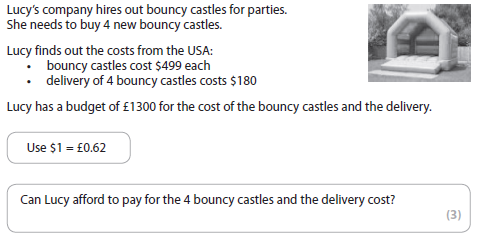 Lucy's company hires out bouncy castles for parties.
She needs to buy 4 new bouncy castles.
Lucy finds out the costs from the USA:
• bouncy castles cost $499 each
• delivery of 4 bouncy castles costs $180
Lucy has a budget of £1300 for the cost of the bouncy castles and the delivery.
Use $1 = £0.62
Can Lucy afford to pay for the 4 bouncy castles and the delivery cost?
(3)